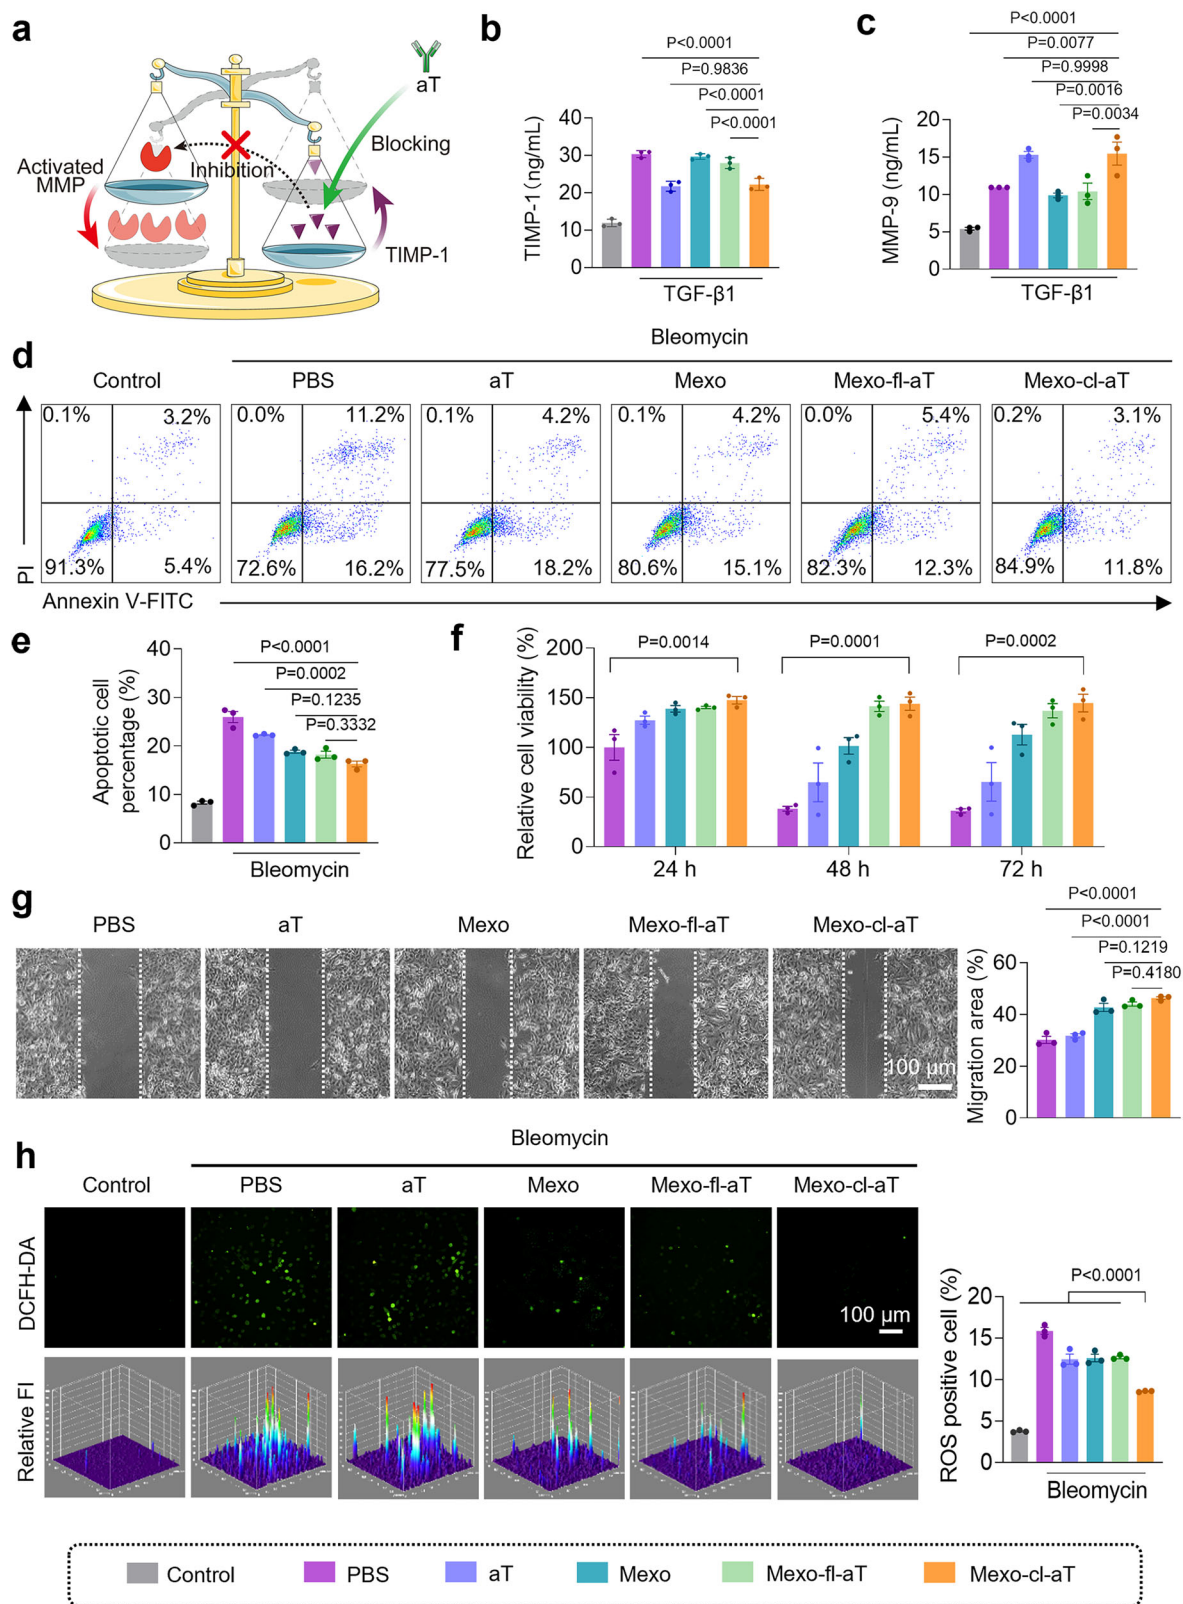 a
aT
Blocking
Activated
MMP
Inhibition
TIMP-1
b
P<0.0001
P=0.9836
P<0.0001
P<0.0001
TIMP-1 (ng/mL)
40
30
20
10
0
TGF-β1
c
P<0.0001
P=0.0077
P=0.9998
P=0.0016
P=0.0034
MMP-9 (ng/mL)
20
15
10
5
0
TGF-β1
d
Bleomycin
Control PBS aT Mexo Mexo-fl-aT Mexo-cl-aT
0.1% 3.2% 0.0% 11.2% 0.1% 4.2% 0.1% 4.2% 0.0% 5.4% 0.2% 3.1%
91.3% 5.4% 72.6% 16.2% 77.5% 18.2% 80.6% 15.1% 82.3% 12.3% 84.9% 11.8%
PI
Annexin V-FITC
e
P<0.0001
P=0.0002
P=0.1235
P=0.3332
Apoptotic cell
percentage (%)
40
30
20
10
0
Bleomycin
f
P=0.0014 P=0.0001 P=0.0002
Relative cell viability (%)
200
150
100
50
0
24 h 48 h 72 h
g
PBS aT Mexo Mexo-fl-aT Mexo-cl-aT
100 μm
P<0.0001
P<0.0001
P=0.1219
P=0.4180
Migration area (%)
60
40
20
0
h
Bleomycin
Control PBS aT Mexo Mexo-fl-aT Mexo-cl-aT
DCFH-DA
100 μm
Relative FI
P<0.0001
ROS positive cell (%)
20
15
10
5
0
Bleomycin
Control PBS aT Mexo Mexo-fl-aT Mexo-cl-aT